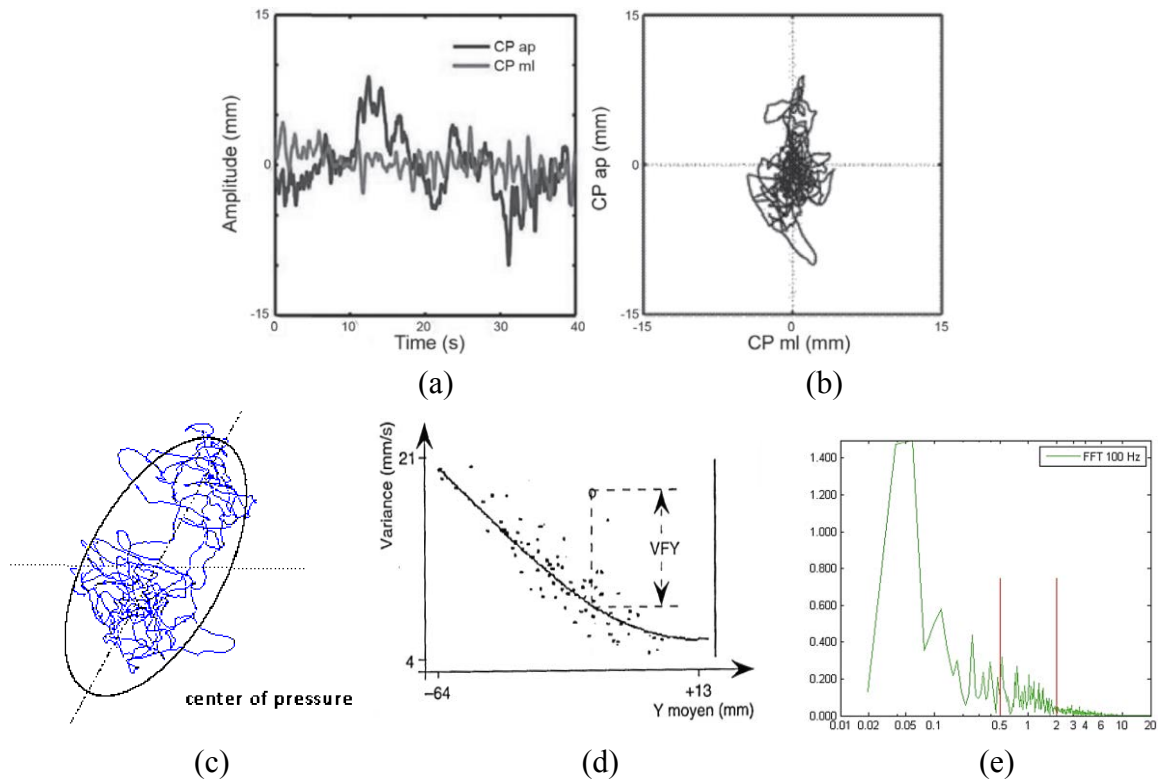 15
0
-15
Amplitude (mm)
CP ap
CP ml
0
10
20
30
40
Time (s)
(a)
15
0
-15
CP ap (mm)
-15
0
15
CP ml (mm)
(b)
center of pressure
(c)
Variance (mm/s)
21
4
VFY
−64
+13
Y moyen (mm)
(d)
FFT 100 Hz
1.400
1.200
1.000
0.800
0.600
0.400
0.200
0.000
0.01
0.02
0.05
0.1
0.2
0.5
1
2
3
4
5
10
20
(e)